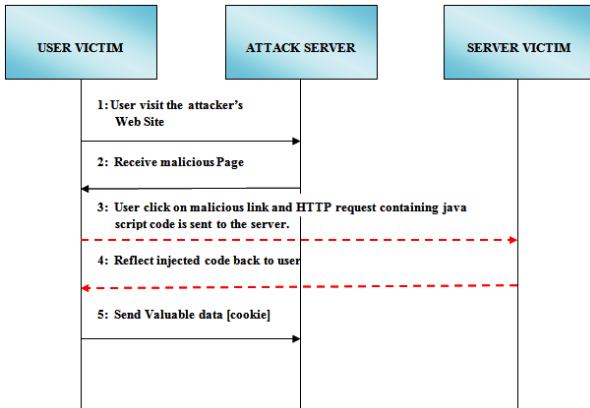 USER VICTIM
ATTACK SERVER
SERVER VICTIM
1: User visit the attacker's
Web Site
2: Receive malicious Page
3: User click on malicious link and HTTP request containing java
script code is sent to the server.
4: Reflect injected code back to user
5: Send Valuable data [cookie]